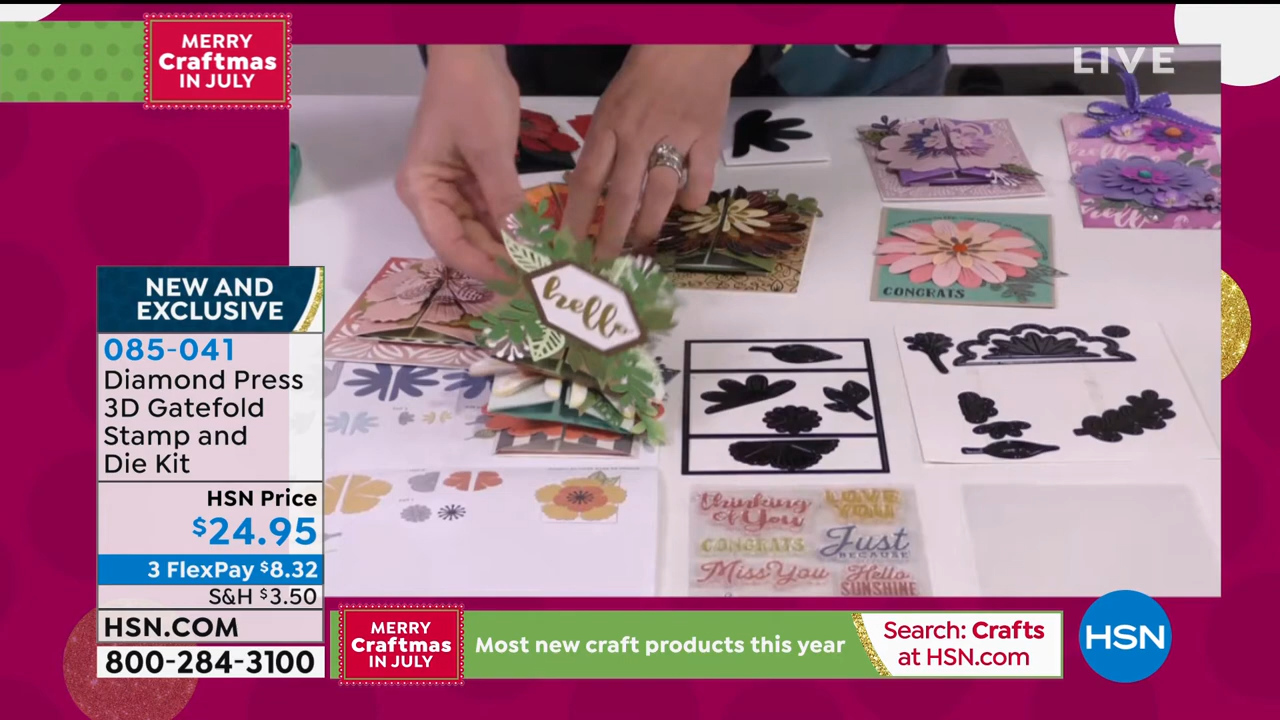 MERRY
Craftmas
IN JULY
LIVE
hello
CONGRATS
hello
thinking
of You
LOVE
YOU
CONGRATS
Just
BECAUSE
Miss You
Hello
SUNSHINE
NEW AND
EXCLUSIVE
085-041
Diamond Press
3D Gatefold
Stamp and
Die Kit
HSN Price
$24.95
3 FlexPay $8.32
S&H $3.50
HSN.COM
800-284-3100
MERRY
Craftmas
IN JULY
Most new craft products this year
Search: Crafts
at HSN.com
HSN